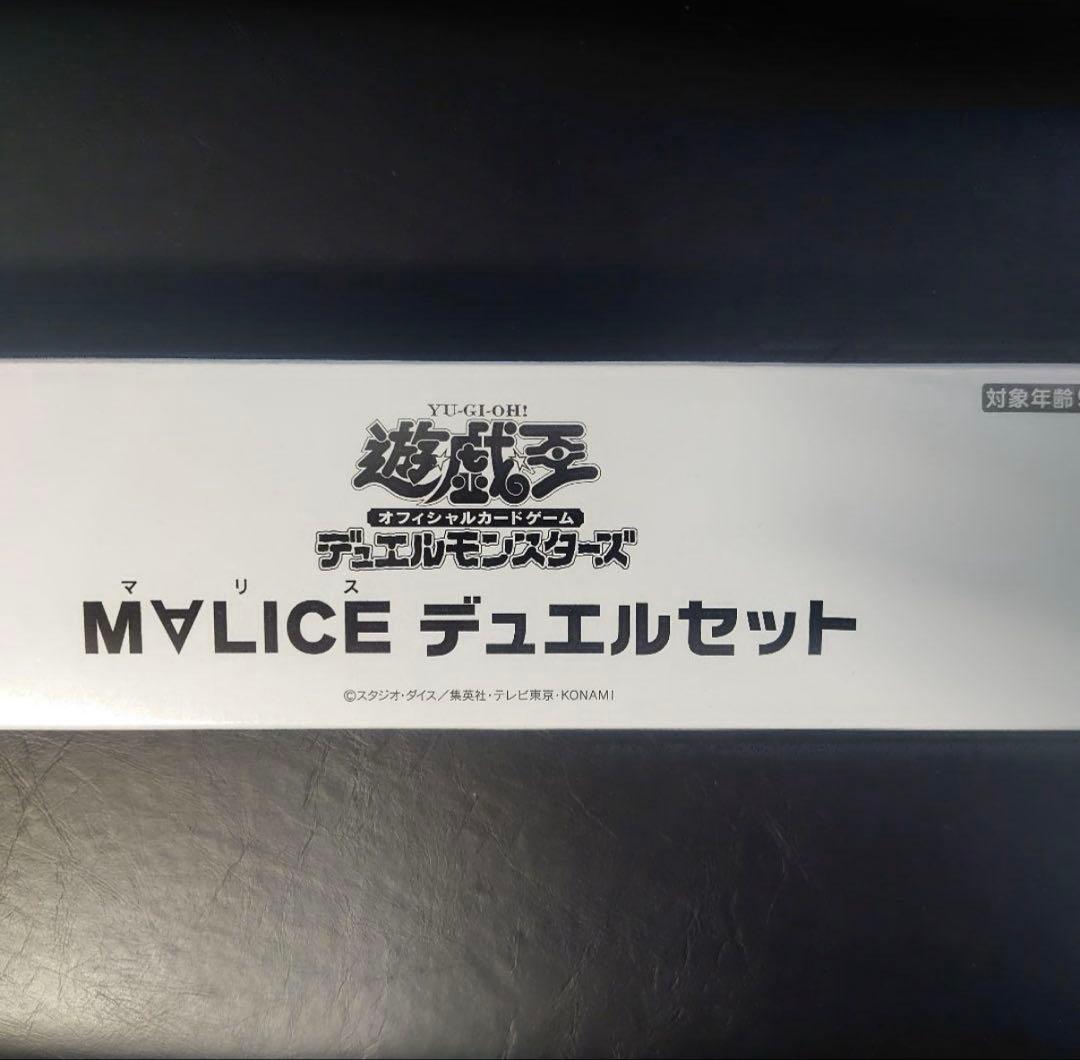 対象年齢
YU-GI-OH!
遊戯王
オフィシャルカードゲーム
デュエルモンスターズ
マリス
M∀LICE デュエルセット
©スタジオ・ダイス／集英社・テレビ東京・KONAMI